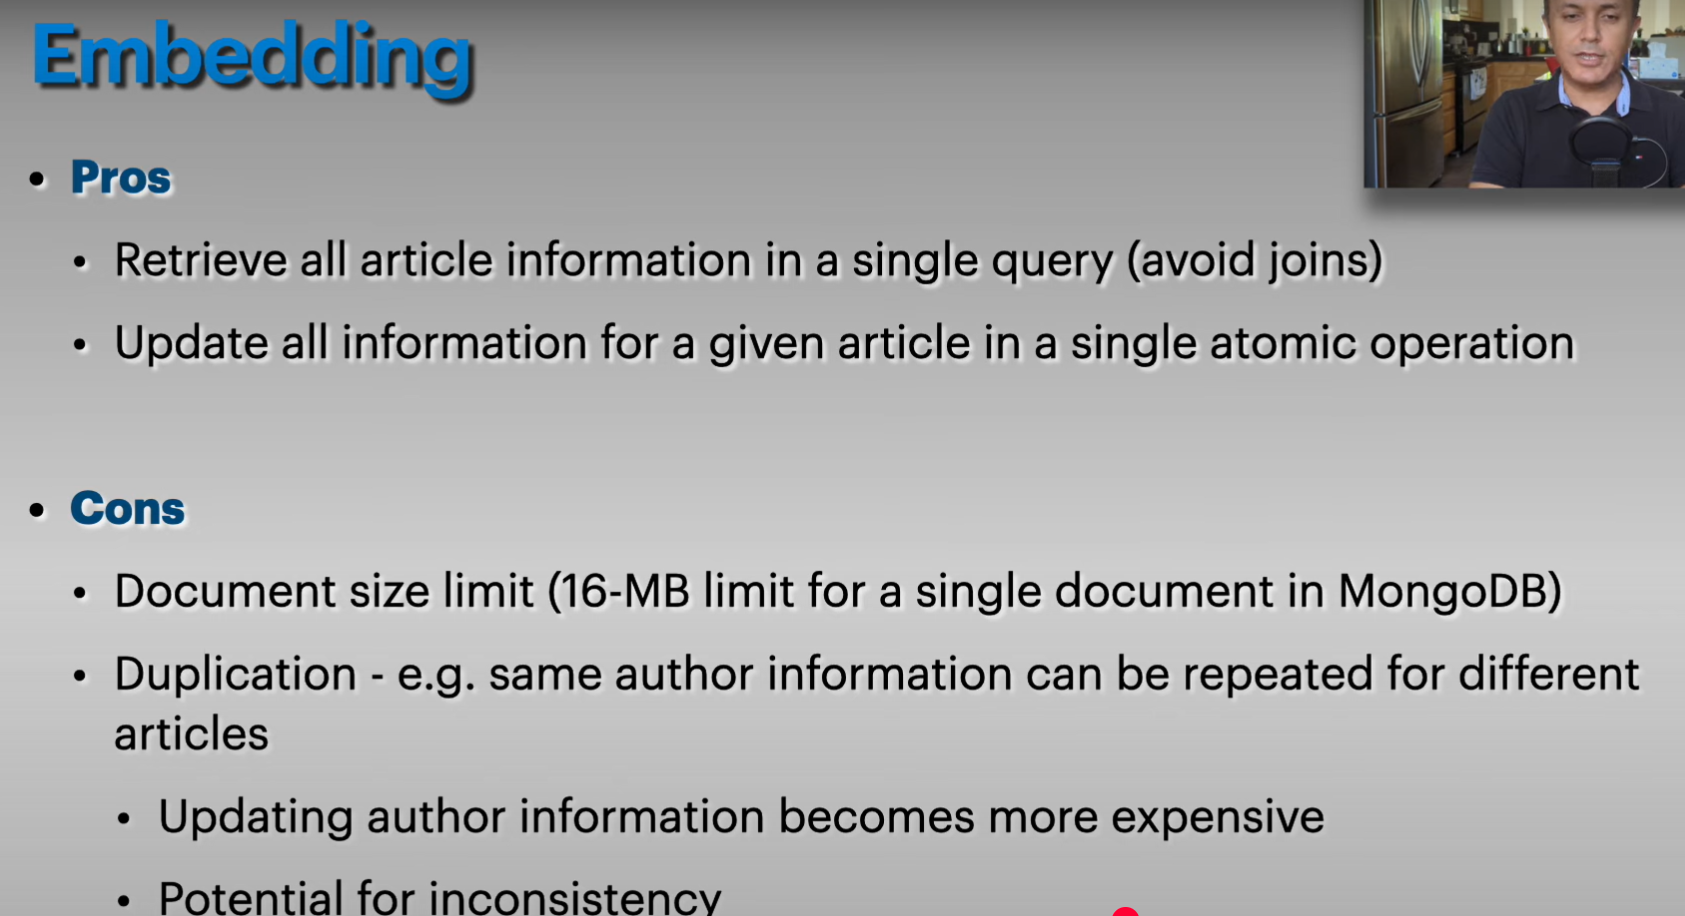 Embedding
• Pros
• Retrieve all article information in a single query (avoid joins)
• Update all information for a given article in a single atomic operation
• Cons
• Document size limit (16-MB limit for a single document in MongoDB)
• Duplication - e.g. same author information can be repeated for different
articles
• Updating author information becomes more expensive
• Potential for inconsistency